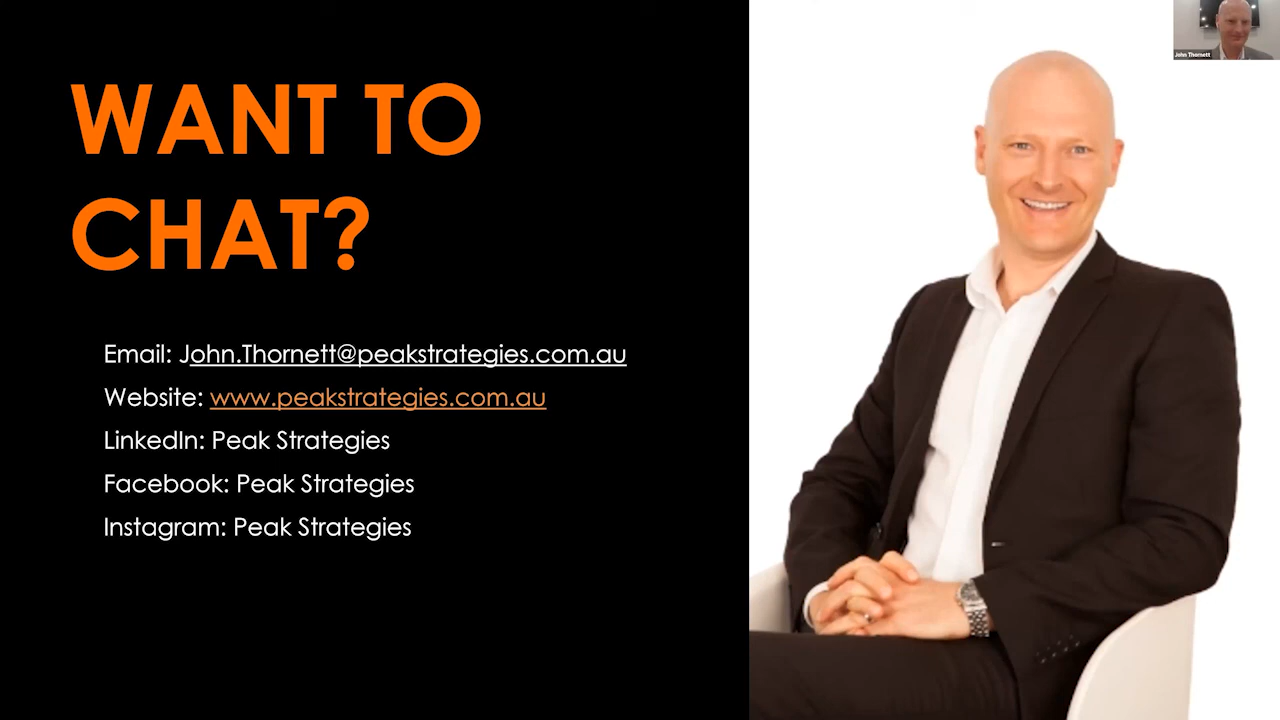 WANT TO
CHAT?
Email: John.Thornett@peakstrategies.com.au
Website: www.peakstrategies.com.au
LinkedIn: Peak Strategies
Facebook: Peak Strategies
Instagram: Peak Strategies
John Thornett